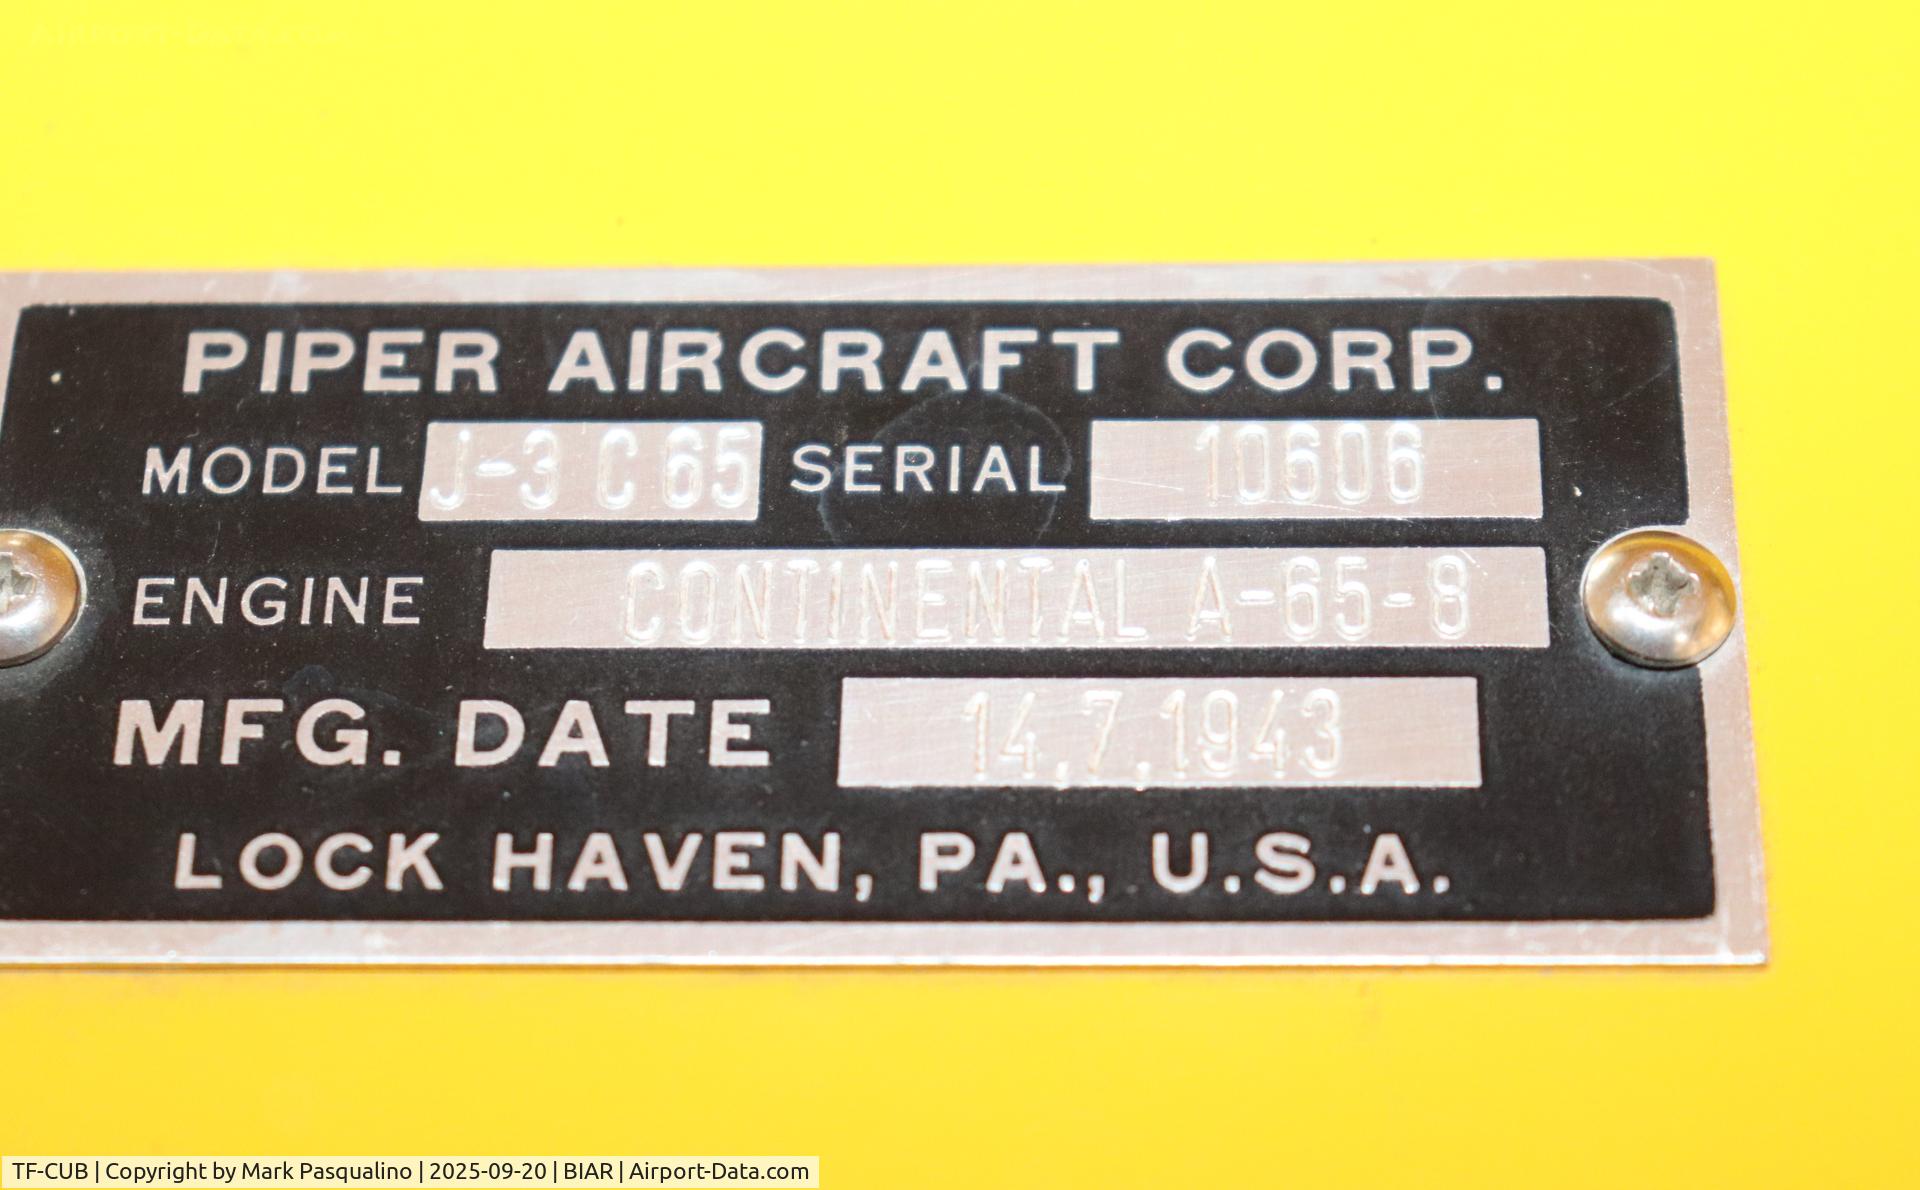 PIPER AIRCRAFT CORP.
MODEL J-3 C 65 SERIAL 10606
ENGINE CONTINENTAL A-65-8
MFG. DATE 14.7.1943
LOCK HAVEN, PA., U.S.A.
TF-CUB | Copyright by Mark Pasqualino | 2025-09-20 | BIAR | Airport-Data.com